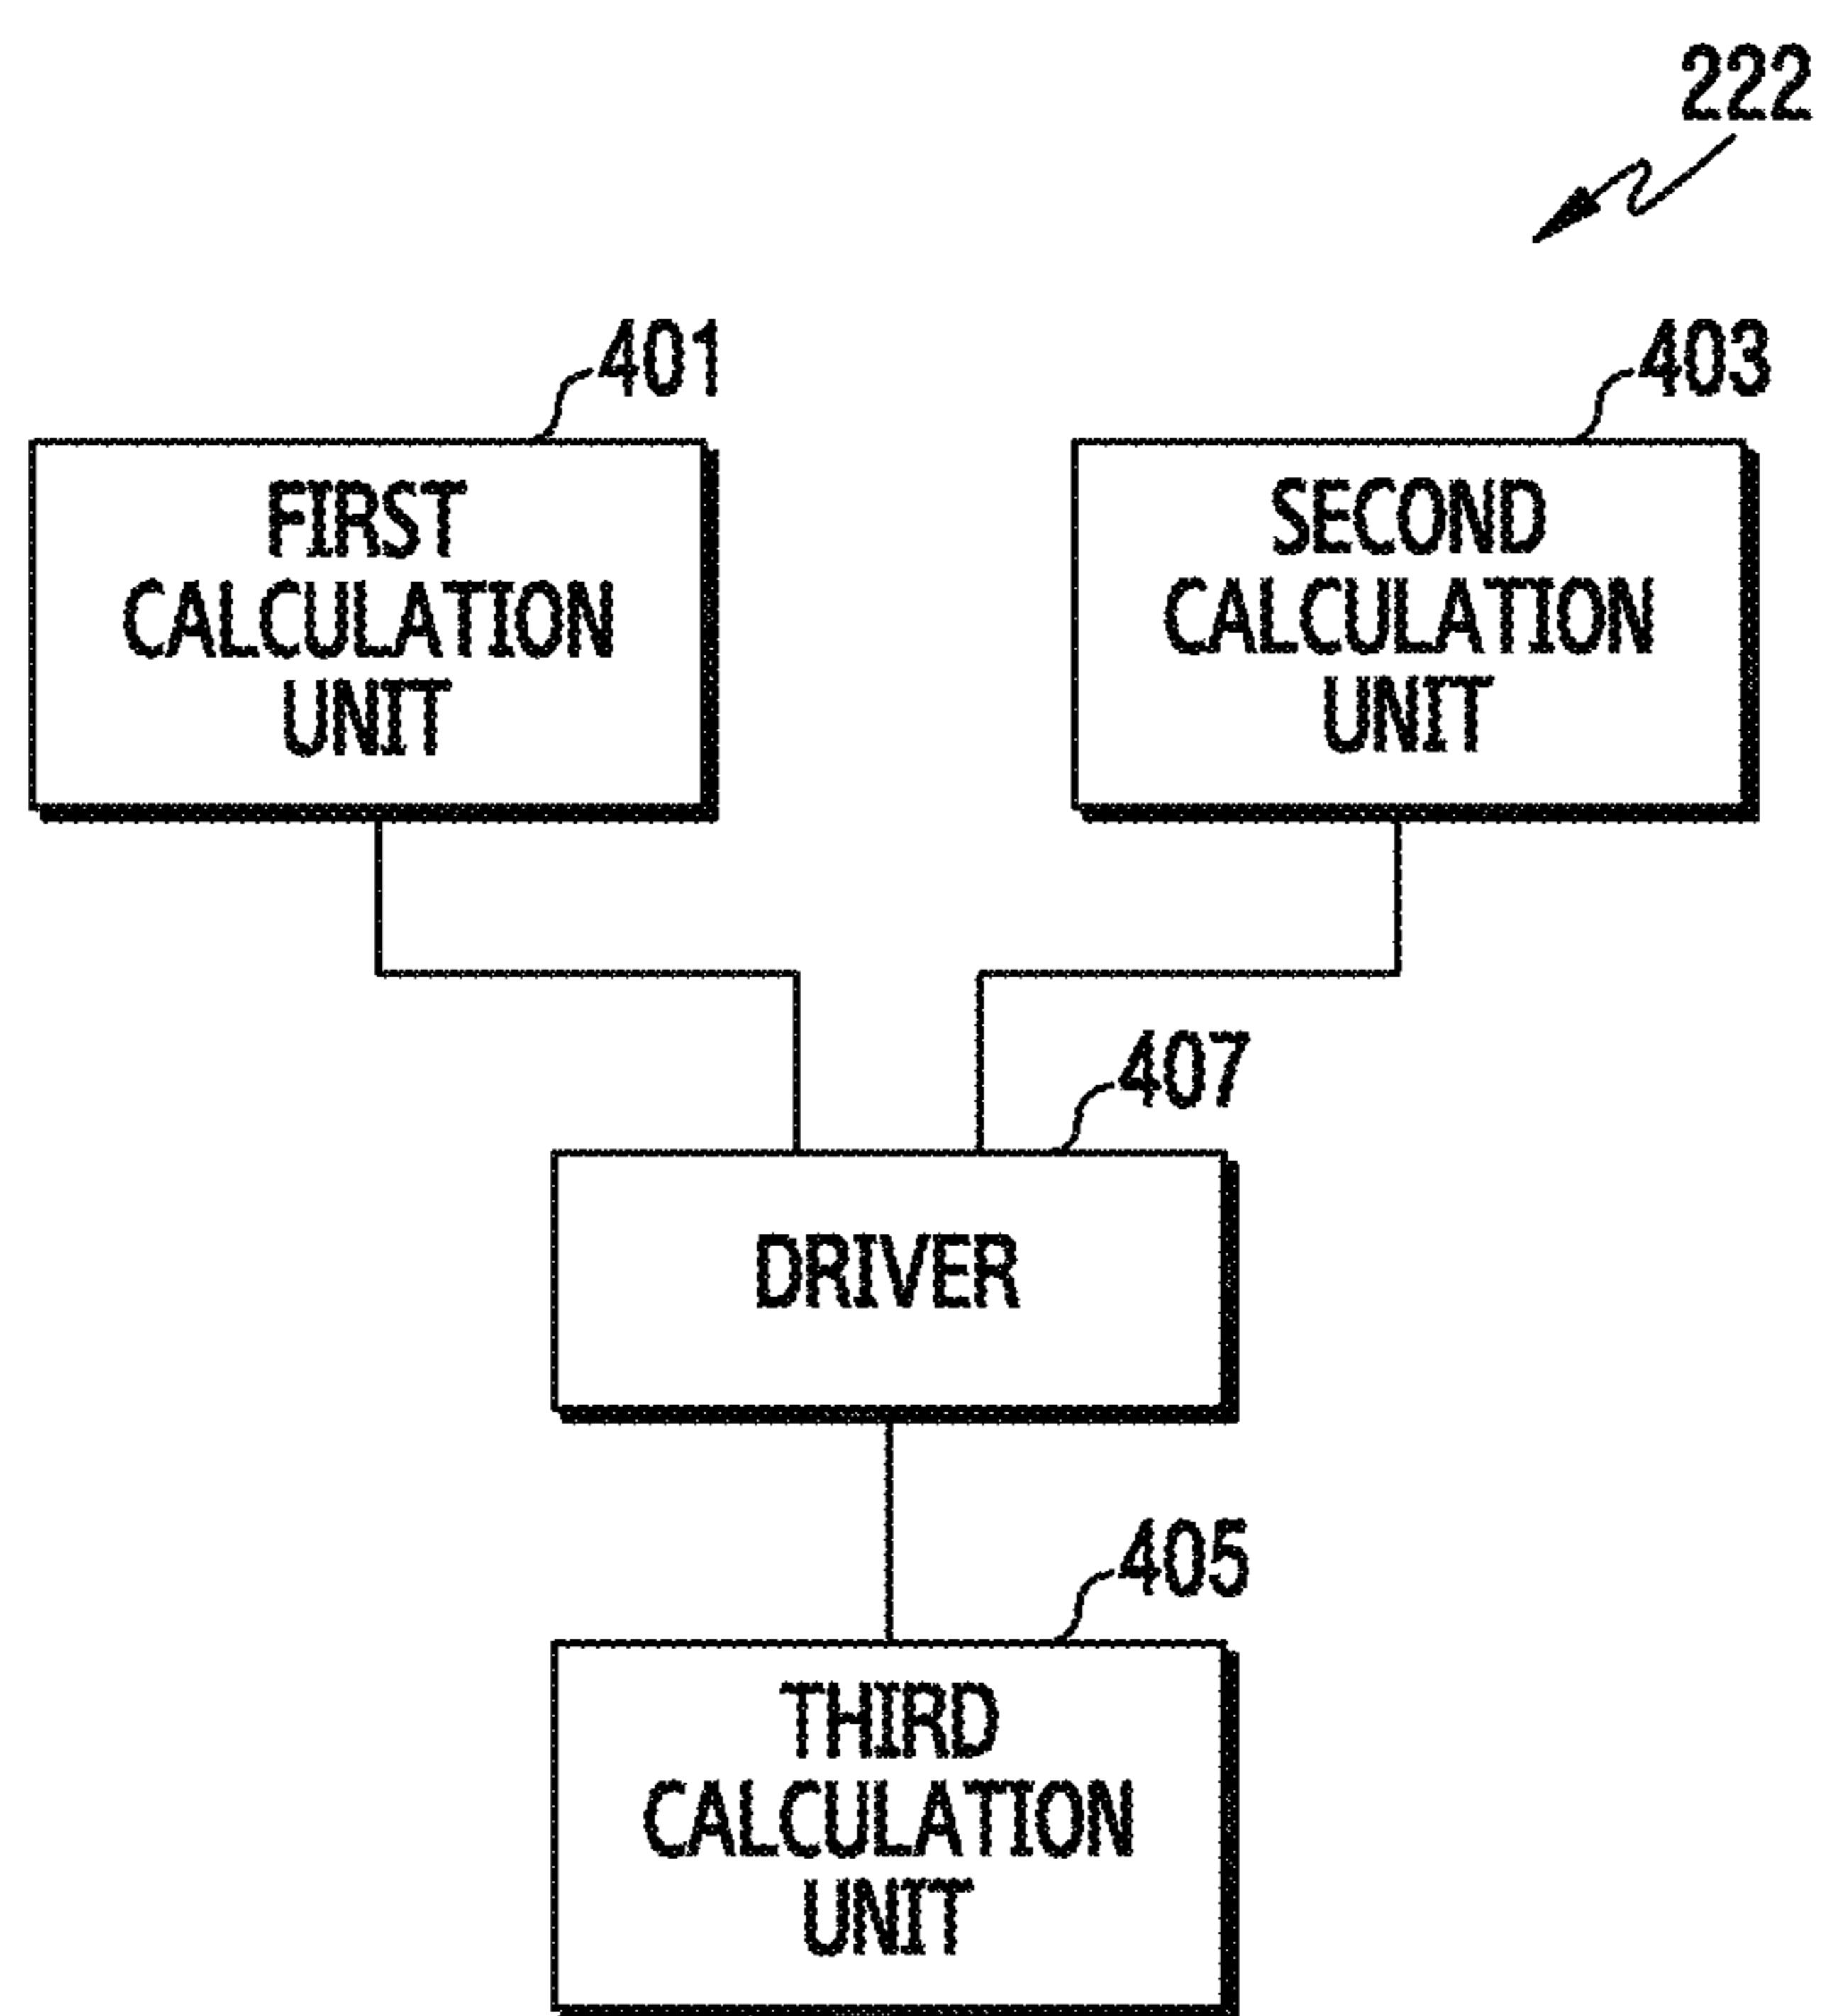 222
401
403
FIRST
CALCULATION
UNIT
SECOND
CALCULATION
UNIT
407
DRIVER
405
THIRD
CALCULATION
UNIT